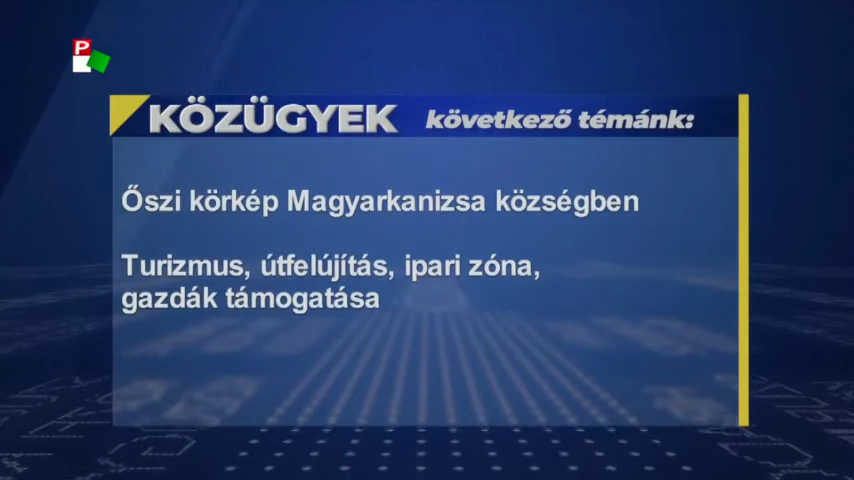 P
KÖZÜGYEK következő témánk:
Őszi körkép Magyarkanizsa községben
Turizmus, útfelújítás, ipari zóna,
gazdák támogatása